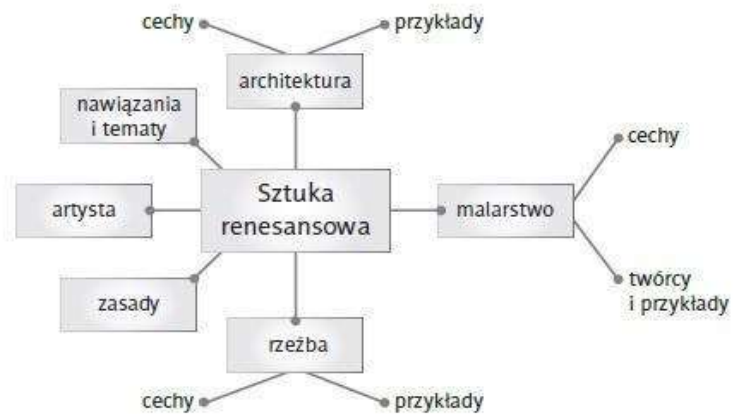 cechy
przykłady
architektura
nawiązania
i tematy
cechy
Sztuka
renesansowa
artysta
malarstwo
zasady
twórcy
i przykłady
rzeźba
cechy
przykłady